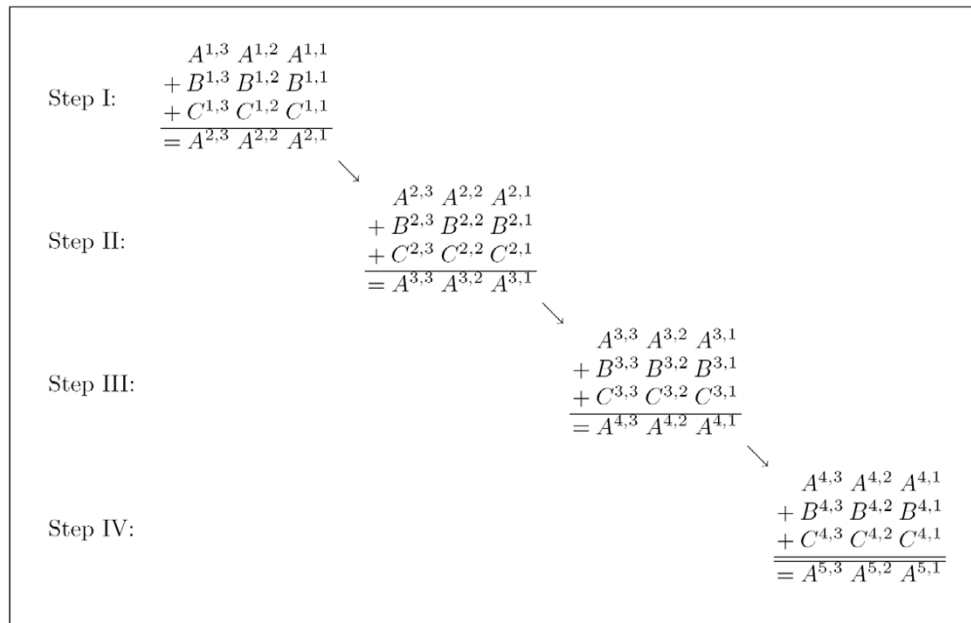 A^{1,3} A^{1,2} A^{1,1}
+ B^{1,3} B^{1,2} B^{1,1}
Step I:
+ C^{1,3} C^{1,2} C^{1,1}
= A^{2,3} A^{2,2} A^{2,1}
↘
A^{2,3} A^{2,2} A^{2,1}
+ B^{2,3} B^{2,2} B^{2,1}
Step II:
+ C^{2,3} C^{2,2} C^{2,1}
= A^{3,3} A^{3,2} A^{3,1}
↘
A^{3,3} A^{3,2} A^{3,1}
+ B^{3,3} B^{3,2} B^{3,1}
Step III:
+ C^{3,3} C^{3,2} C^{3,1}
= A^{4,3} A^{4,2} A^{4,1}
↘
A^{4,3} A^{4,2} A^{4,1}
+ B^{4,3} B^{4,2} B^{4,1}
Step IV:
+ C^{4,3} C^{4,2} C^{4,1}
= A^{5,3} A^{5,2} A^{5,1}